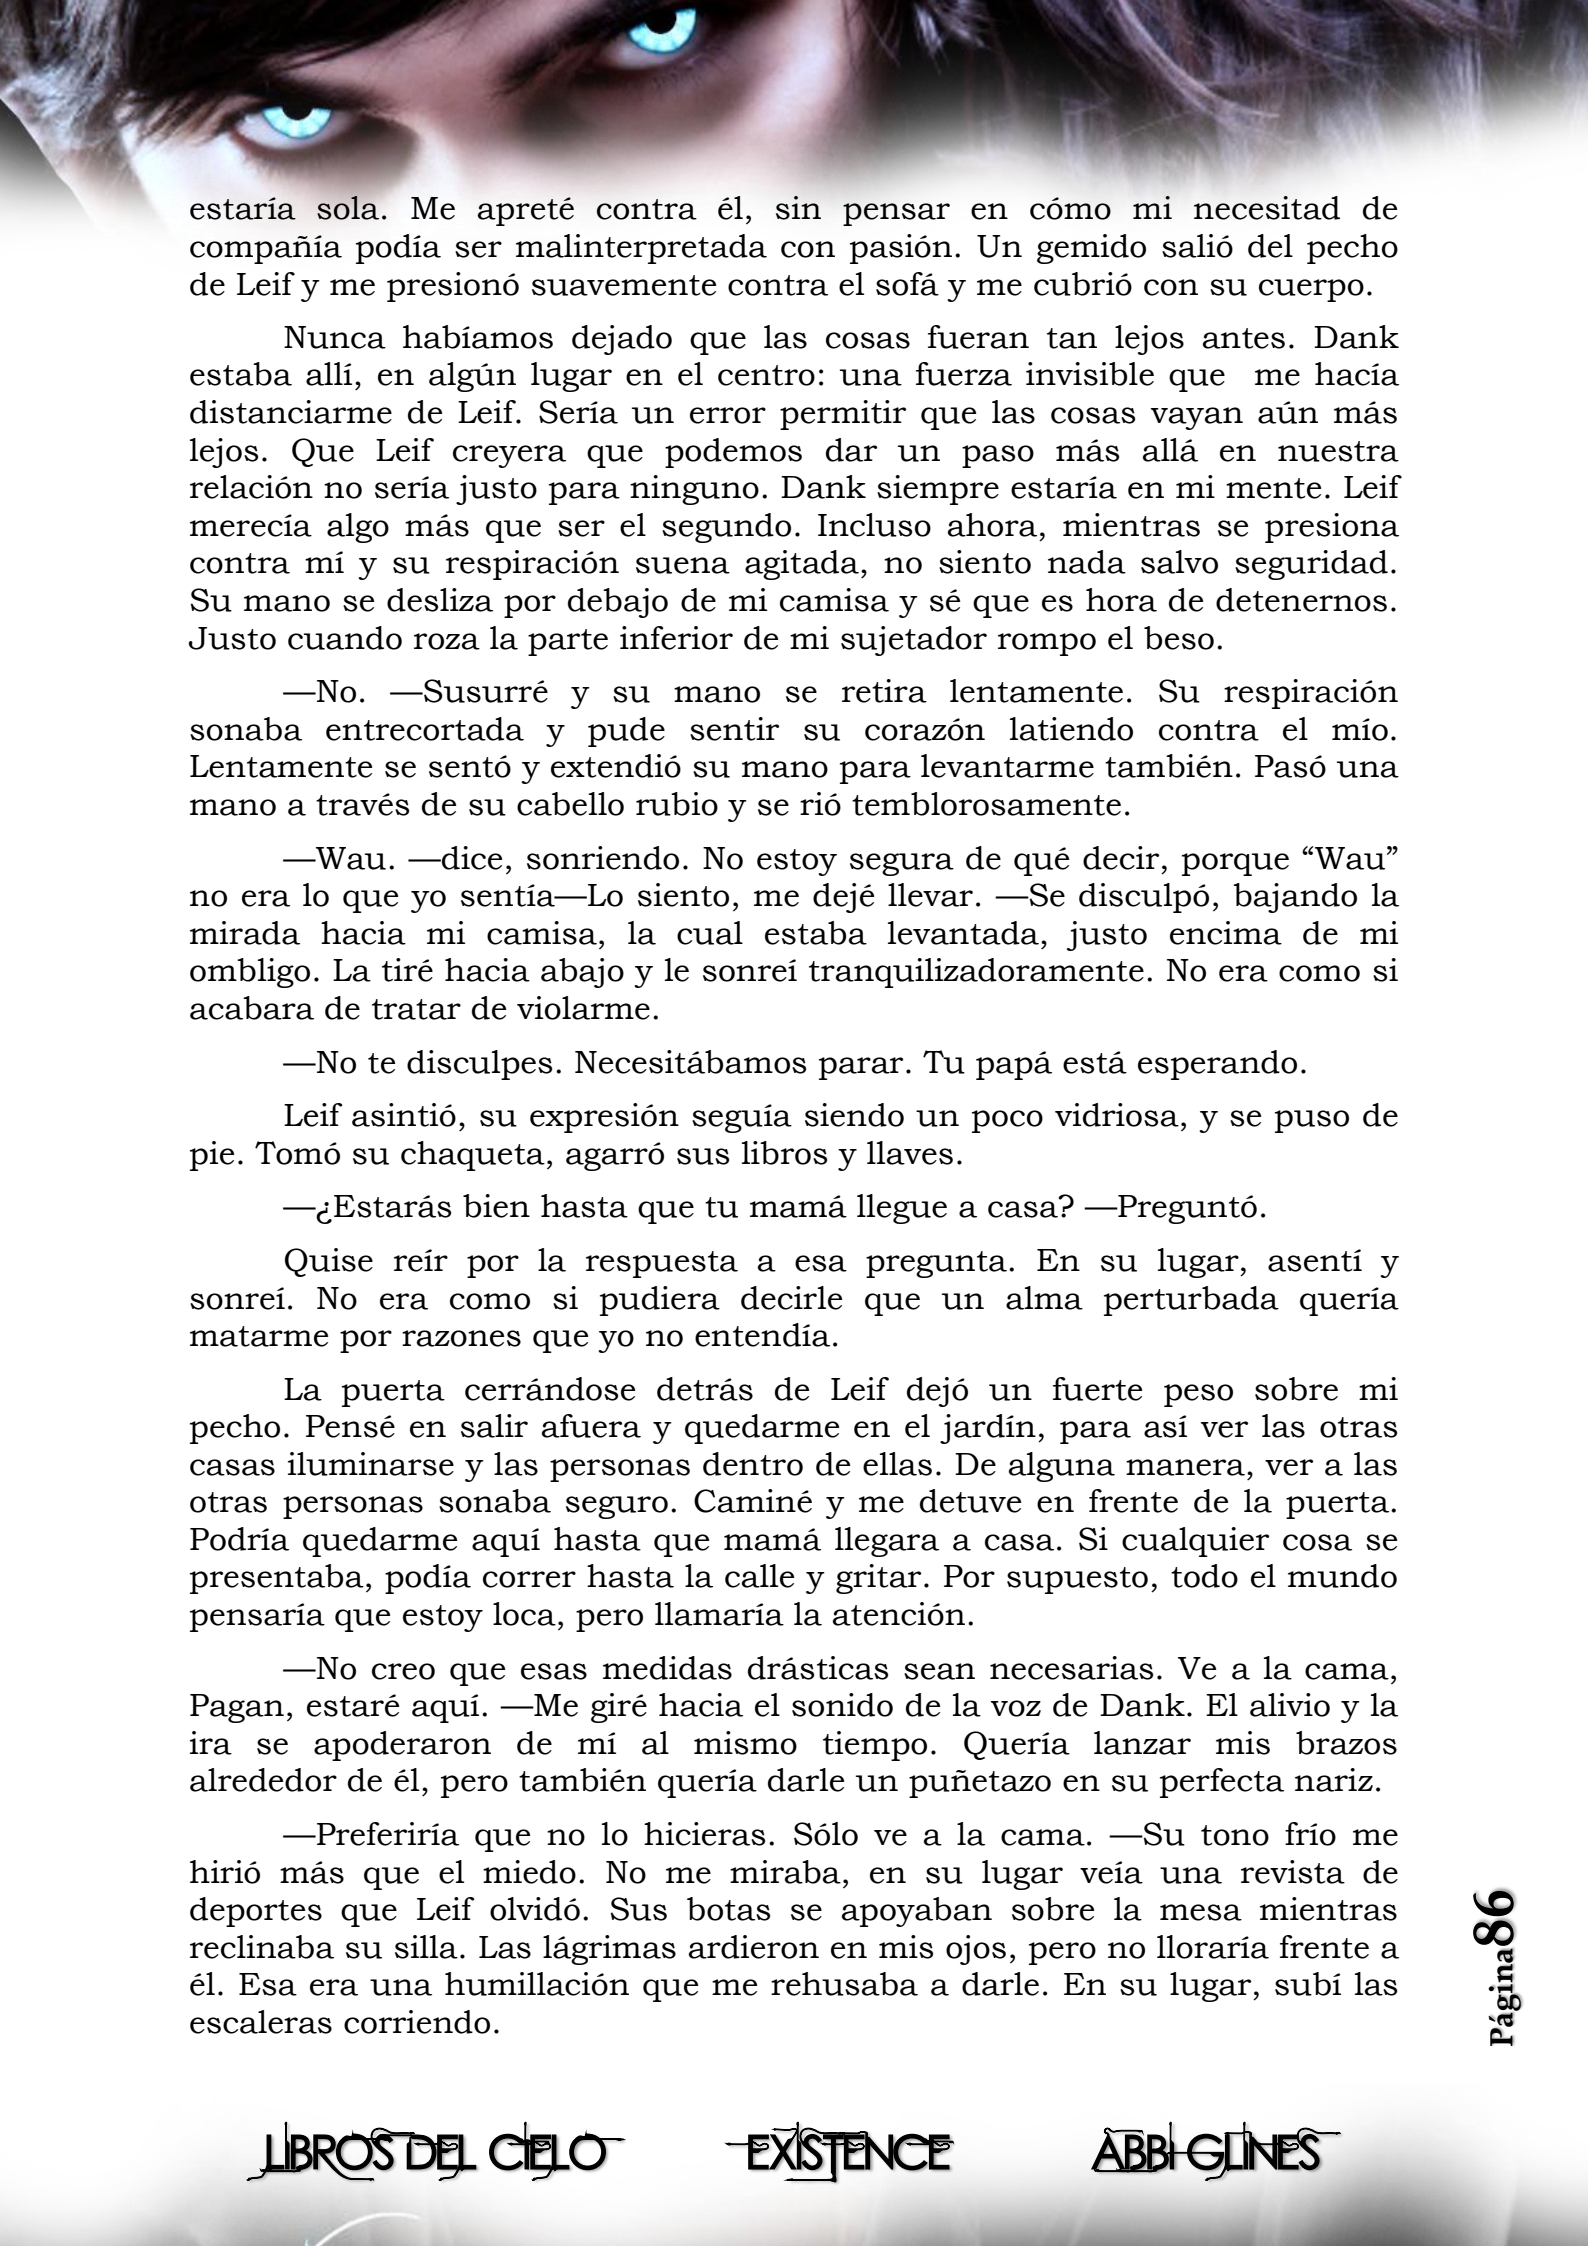 estaría sola. Me apreté contra él, sin pensar en cómo mi necesitad de
compañía podía ser malinterpretada con pasión. Un gemido salió del pecho
de Leif y me presionó suavemente contra el sofá y me cubrió con su cuerpo.
Nunca habíamos dejado que las cosas fueran tan lejos antes. Dank
estaba allí, en algún lugar en el centro: una fuerza invisible que me hacía
distanciarme de Leif. Sería un error permitir que las cosas vayan aún más
lejos. Que Leif creyera que podemos dar un paso más allá en nuestra
relación no sería justo para ninguno. Dank siempre estaría en mi mente. Leif
merecía algo más que ser el segundo. Incluso ahora, mientras se presiona
contra mí y su respiración suena agitada, no siento nada salvo seguridad.
Su mano se desliza por debajo de mi camisa y sé que es hora de detenernos.
Justo cuando roza la parte inferior de mi sujetador rompo el beso.
—No. —Susurré y su mano se retira lentamente. Su respiración
sonaba entrecortada y pude sentir su corazón latiendo contra el mío.
Lentamente se sentó y extendió su mano para levantarme también. Pasó una
mano a través de su cabello rubio y se rió temblorosamente.
—Wau. —dice, sonriendo. No estoy segura de qué decir, porque “Wau”
no era lo que yo sentía—Lo siento, me dejé llevar. —Se disculpó, bajando la
mirada hacia mi camisa, la cual estaba levantada, justo encima de mi
ombligo. La tiré hacia abajo y le sonreí tranquilizadoramente. No era como si
acabara de tratar de violarme.
—No te disculpes. Necesitábamos parar. Tu papá está esperando.
Leif asintió, su expresión seguía siendo un poco vidriosa, y se puso de
pie. Tomó su chaqueta, agarró sus libros y llaves.
—¿Estarás bien hasta que tu mamá llegue a casa? —Preguntó.
Quise reír por la respuesta a esa pregunta. En su lugar, asentí y
sonreí. No era como si pudiera decirle que un alma perturbada quería
matarme por razones que yo no entendía.
La puerta cerrándose detrás de Leif dejó un fuerte peso sobre mi
pecho. Pensé en salir afuera y quedarme en el jardín, para así ver las otras
casas iluminarse y las personas dentro de ellas. De alguna manera, ver a las
otras personas sonaba seguro. Caminé y me detuve en frente de la puerta.
Podría quedarme aquí hasta que mamá llegara a casa. Si cualquier cosa se
presentaba, podía correr hasta la calle y gritar. Por supuesto, todo el mundo
pensaría que estoy loca, pero llamaría la atención.
—No creo que esas medidas drásticas sean necesarias. Ve a la cama,
Pagan, estaré aquí. —Me giré hacia el sonido de la voz de Dank. El alivio y la
ira se apoderaron de mí al mismo tiempo. Quería lanzar mis brazos
alrededor de él, pero también quería darle un puñetazo en su perfecta nariz.
—Preferiría que no lo hicieras. Sólo ve a la cama. —Su tono frío me
hirió más que el miedo. No me miraba, en su lugar veía una revista de
deportes que Leif olvidó. Sus botas se apoyaban sobre la mesa mientras
reclinaba su silla. Las lágrimas ardieron en mis ojos, pero no lloraría frente a
él. Esa era una humillación que me rehusaba a darle. En su lugar, subí las
escaleras corriendo.
Página86
LIBROS DEL CIELO EXISTENCE ABBI GLINES